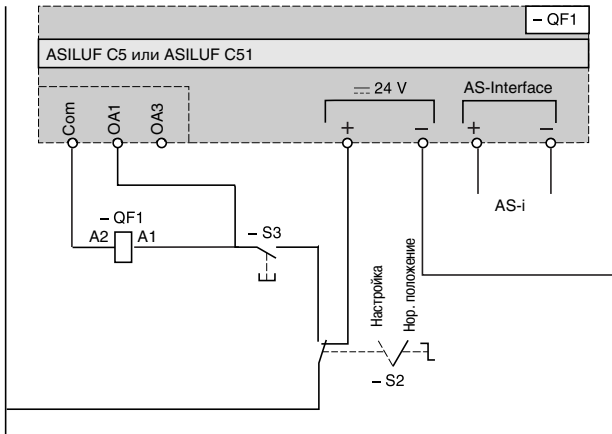 – QF1
ASILUF C5 или ASILUF C51
24 V
AS-Interface
Com
OA1
OA3
+
–
+
–
AS-i
– QF1
A2
A1
– S3
Настройка
Нор. положение
– S2